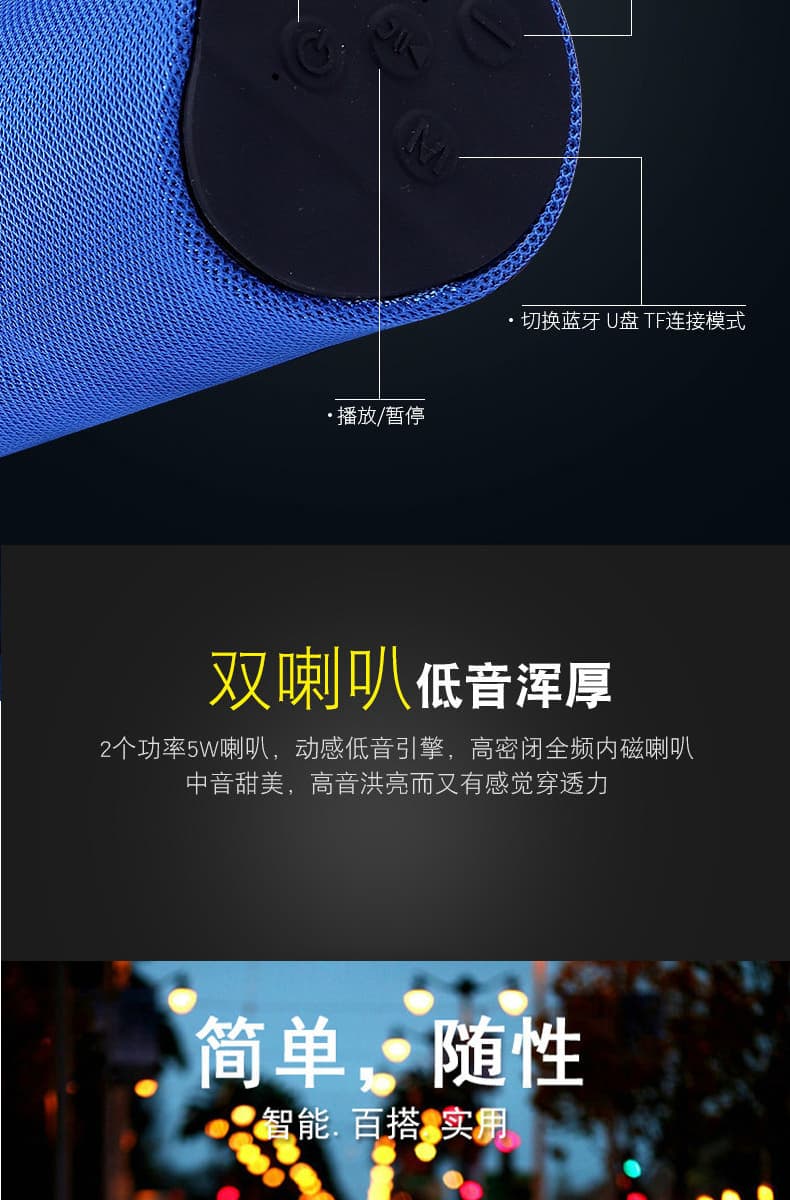 M
· 切换蓝牙 U盘 TF连接模式
· 播放/暂停
双喇叭低音浑厚
2个功率5W喇叭，动感低音引擎，高密闭全频内磁喇叭
中音甜美，高音洪亮而又有感觉穿透力
简单，随性
智能. 百搭. 实用